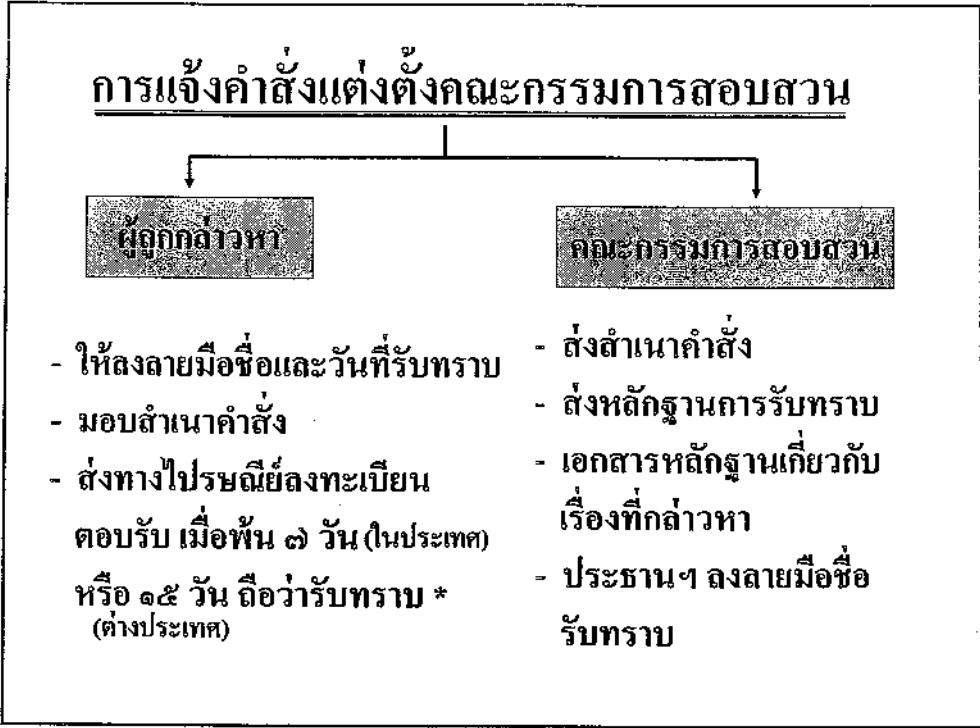 การแจ้งคำสั่งแต่งตั้งคณะกรรมการสอบสวน
ผู้ถูกกล่าวหา
- ให้ลงลายมือชื่อและวันที่รับทราบ
- มอบสำเนาคำสั่ง
- ส่งทางไปรษณีย์ลงทะเบียน
ตอบรับ เมื่อพ้น ๗ วัน (ในประเทศ)
หรือ ๑๕ วัน ถือว่ารับทราบ *
(ต่างประเทศ)
คณะกรรมการสอบสวน
- ส่งสำเนาคำสั่ง
- ส่งหลักฐานการรับทราบ
- เอกสารหลักฐานเกี่ยวกับ
เรื่องที่กล่าวหา
- ประธานฯ ลงลายมือชื่อ
รับทราบ